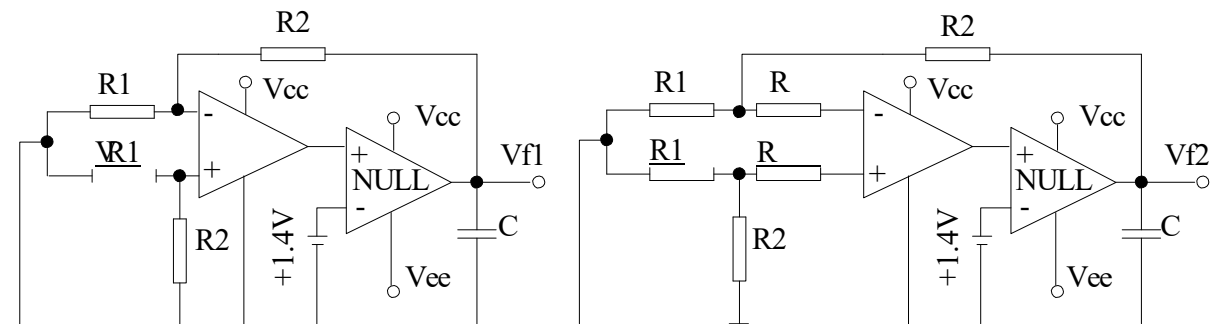 R2
R2
R1
Vcc
R1
R
Vcc
-
Vcc
-
Vcc
R1
+
+
Vf1
R1
R
+
+
Vf2
NULL
NULL
-
-
R2
+1.4V
C
R2
+1.4V
C
Vee
Vee